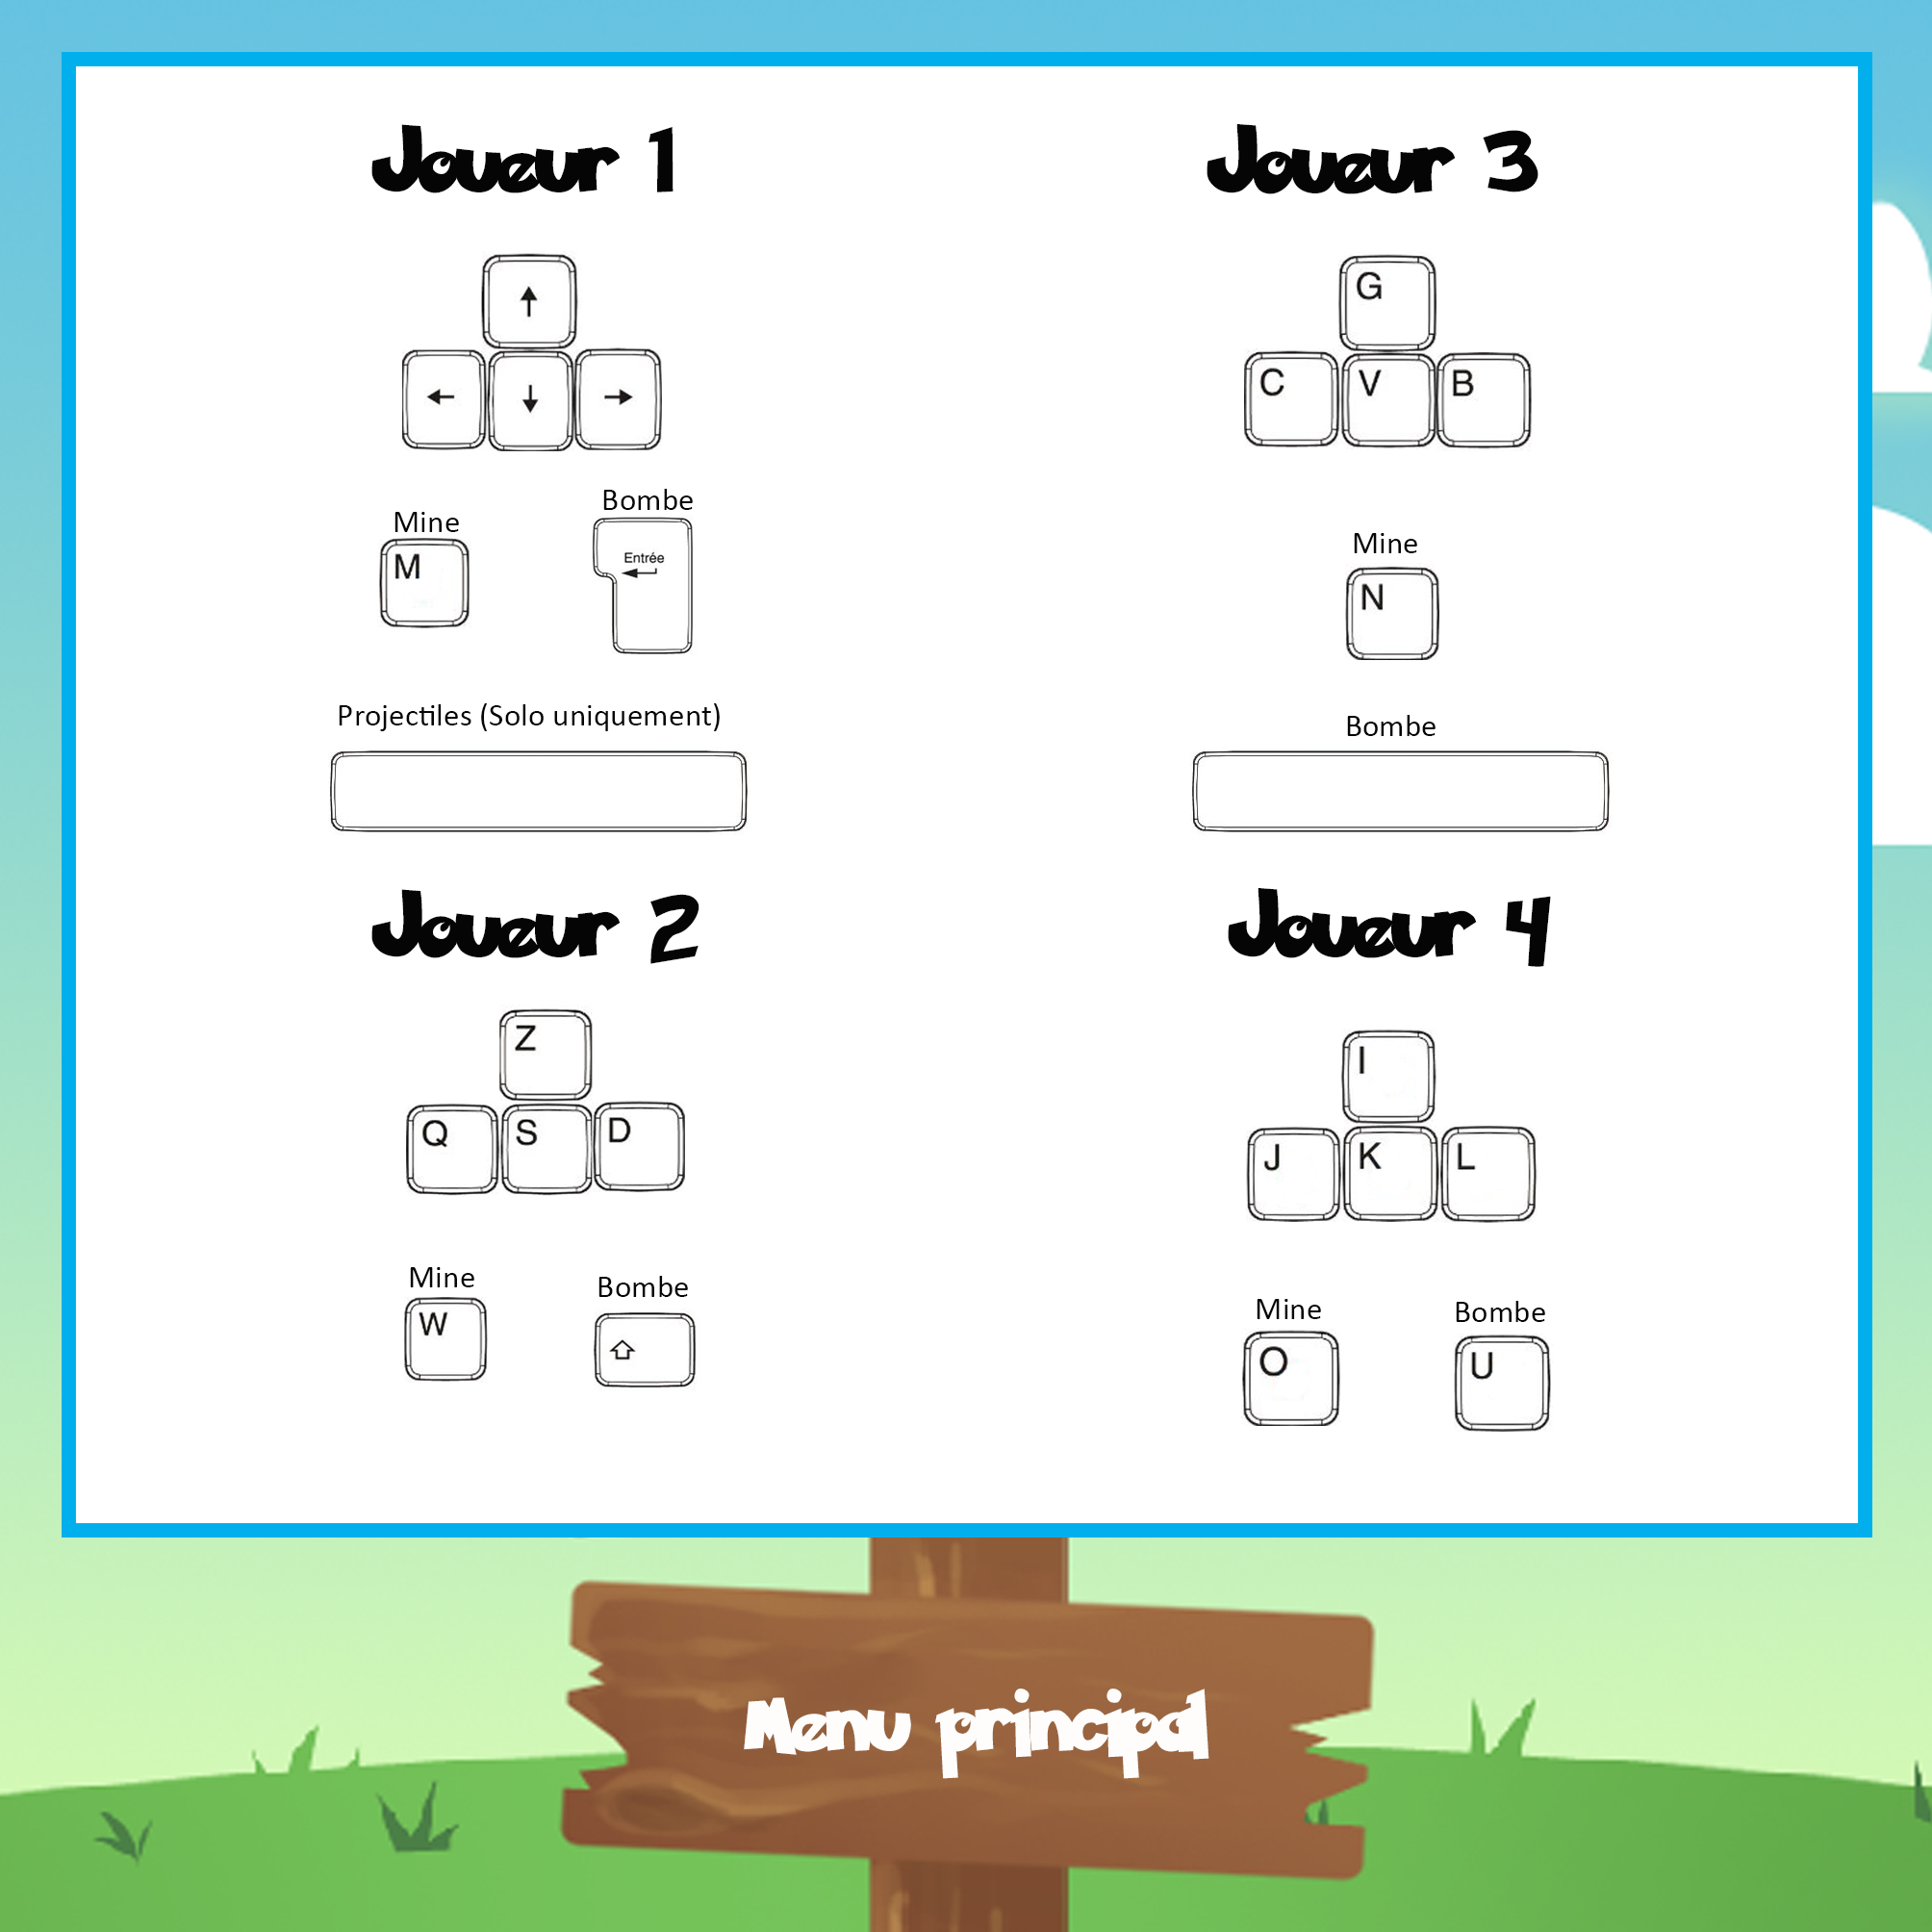 Joueur 1
↑
← ↓ →
Mine
M
Bombe
Entrée
Projectiles (Solo uniquement)
Joueur 2
Z
Q S D
Mine
W
Bombe
Joueur 3
G
C V B
Mine
N
Bombe
Joueur 4
I
J K L
Mine
O
Bombe
U
Menu principal